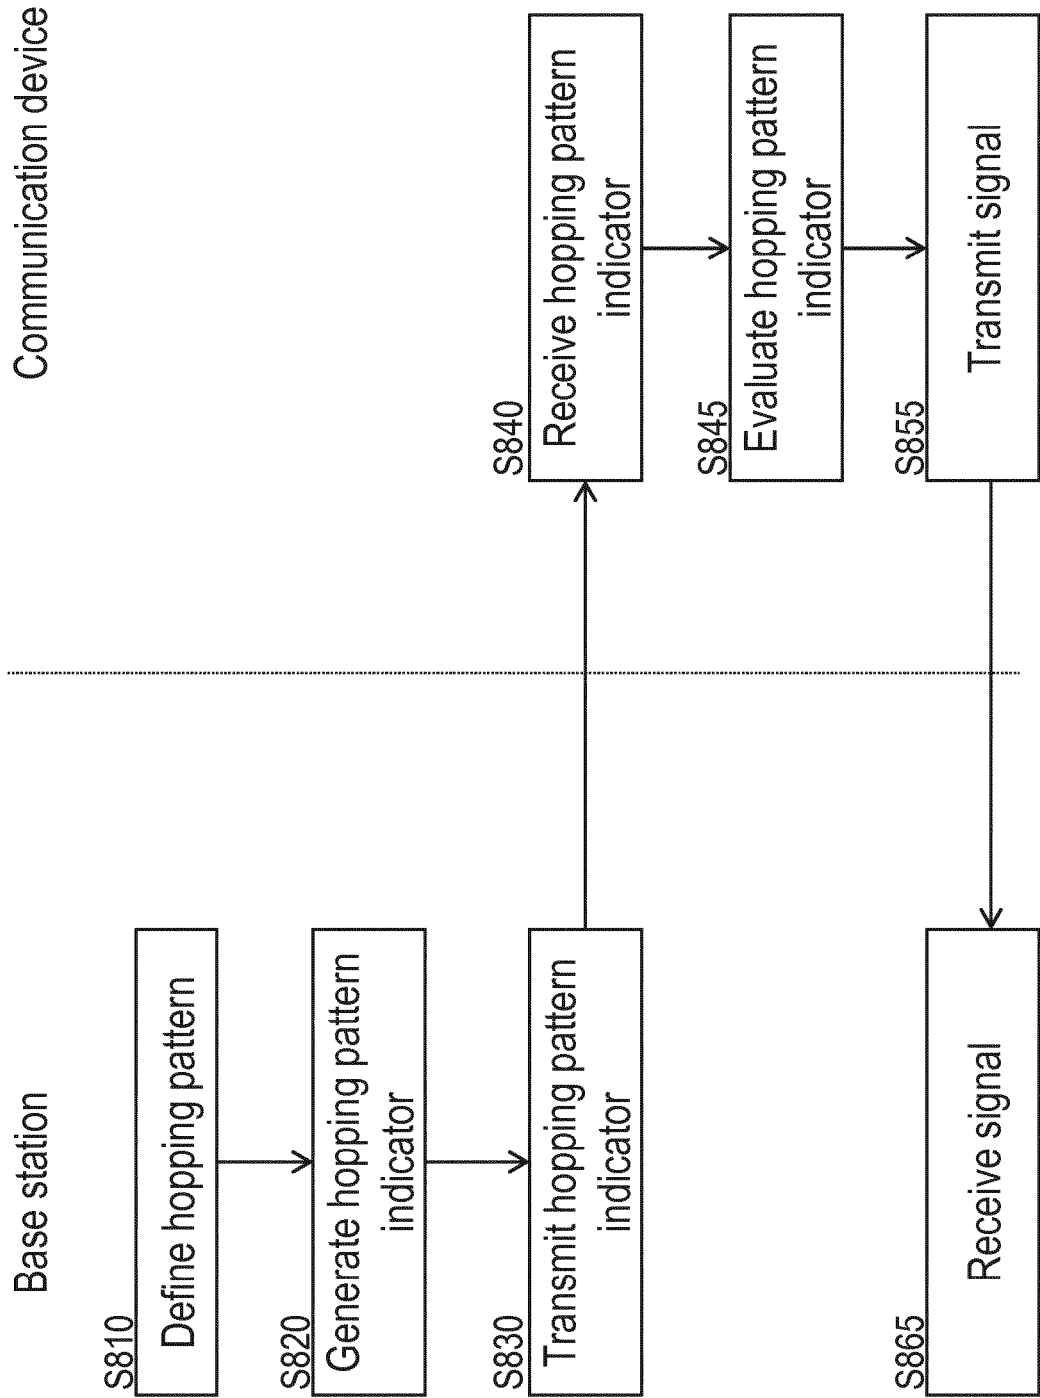 Base station
Communication device
S810
Define hopping pattern
S820
Generate hopping pattern
indicator
S830
Transmit hopping pattern
indicator
S840
Receive hopping pattern
indicator
S845
Evaluate hopping pattern
indicator
S855
Transmit signal
S865
Receive signal